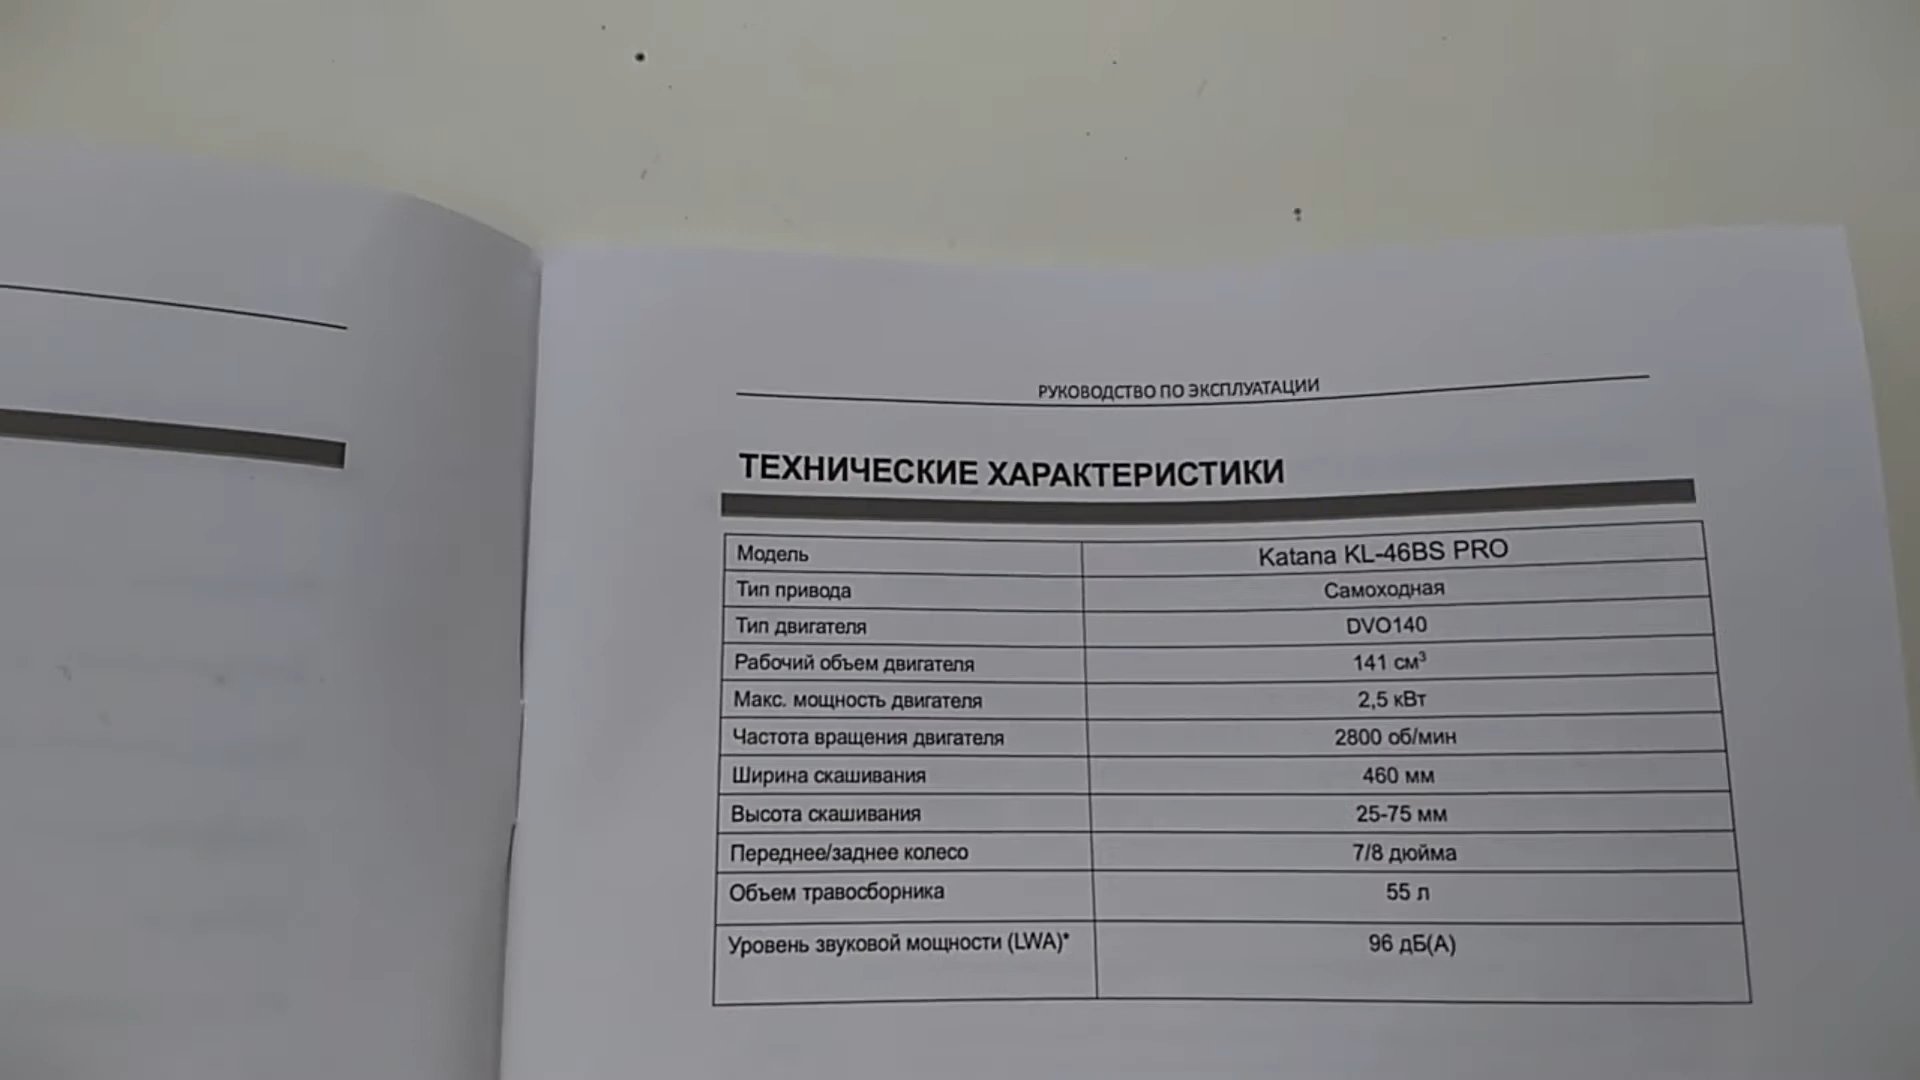 РУКОВОДСТВО ПО ЭКСПЛУАТАЦИИ
ТЕХНИЧЕСКИЕ ХАРАКТЕРИСТИКИ
Модель Katana KL-46BS PRO
Тип привода Самоходная
Тип двигателя DVO140
Рабочий объем двигателя 141 см³
Макс. мощность двигателя 2,5 кВт
Частота вращения двигателя 2800 об/мин
Ширина скашивания 460 мм
Высота скашивания 25-75 мм
Переднее/заднее колесо 7/8 дюйма
Объем травосборника 55 л
Уровень звуковой мощности (LWA)* 96 дБ(А)